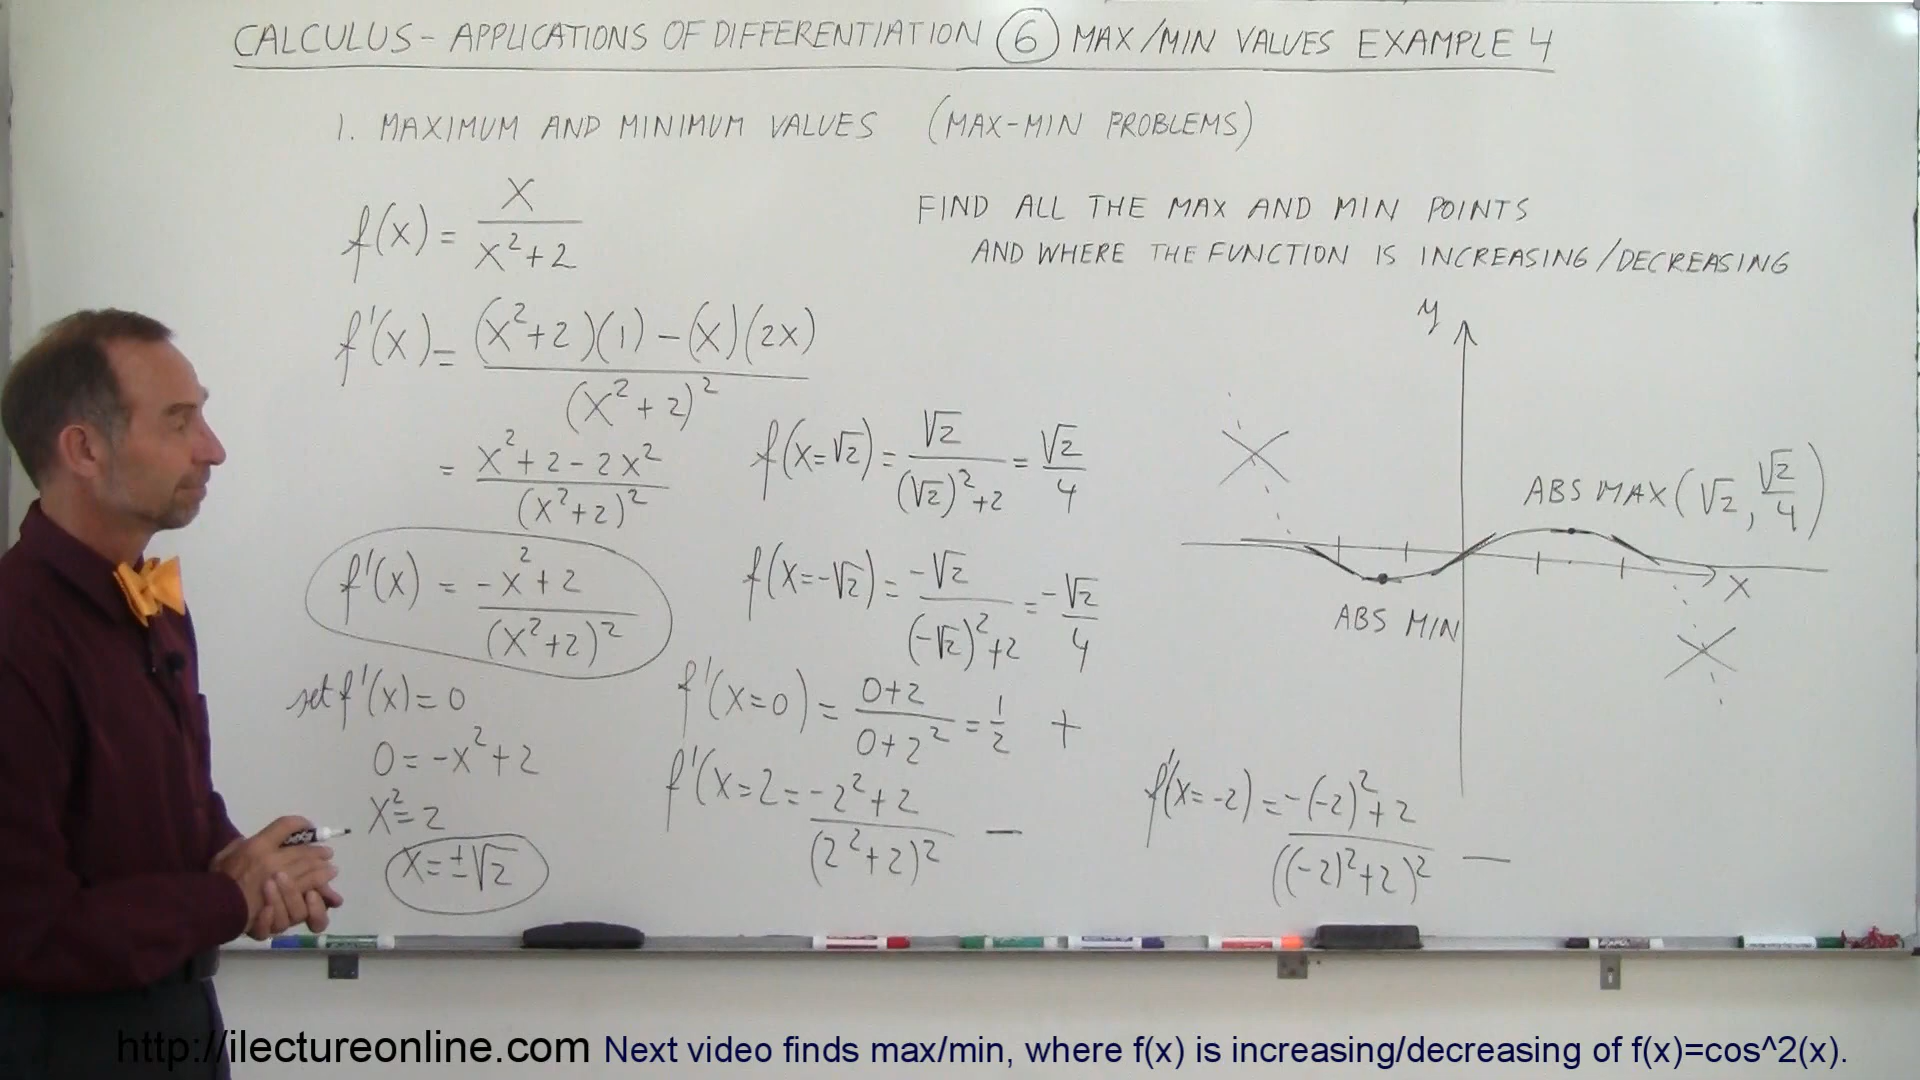 CALCULUS - APPLICATIONS OF DIFFERENTIATION ⑥ MAX/MIN VALUES EXAMPLE 4
1. MAXIMUM AND MINIMUM VALUES (MAX-MIN PROBLEMS)
f(x) = x / (x²+2)
FIND ALL THE MAX AND MIN POINTS
AND WHERE THE FUNCTION IS INCREASING/DECREASING
f'(x) = (x²+2)(1) - (x)(2x) / (x²+2)²
= x²+2-2x² / (x²+2)²
f'(x) = -x²+2 / (x²+2)²
set f'(x) = 0
0 = -x²+2
x² = 2
x = ±√2
f(x=√2) = √2 / (√2)²+2 = √2/4
f(x=-√2) = -√2 / (-√2)²+2 = -√2/4
f'(x=0) = 0+2 / 0+2² = 1/2 +
f'(x=2 = -2²+2 / (2²+2)² −
f'(x=-2) = -(-2)²+2 / ((-2)²+2)² −
y
ABS MAX (√2, √2/4)
x
ABS MIN
http://ilectureonline.com Next video finds max/min, where f(x) is increasing/decreasing of f(x)=cos^2(x).